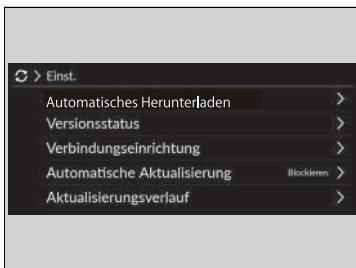 > Einst.
Automatisches Herunterladen >
Versionsstatus >
Verbindungseinrichtung >
Automatische Aktualisierung Blockieren >
Aktualisierungsverlauf >